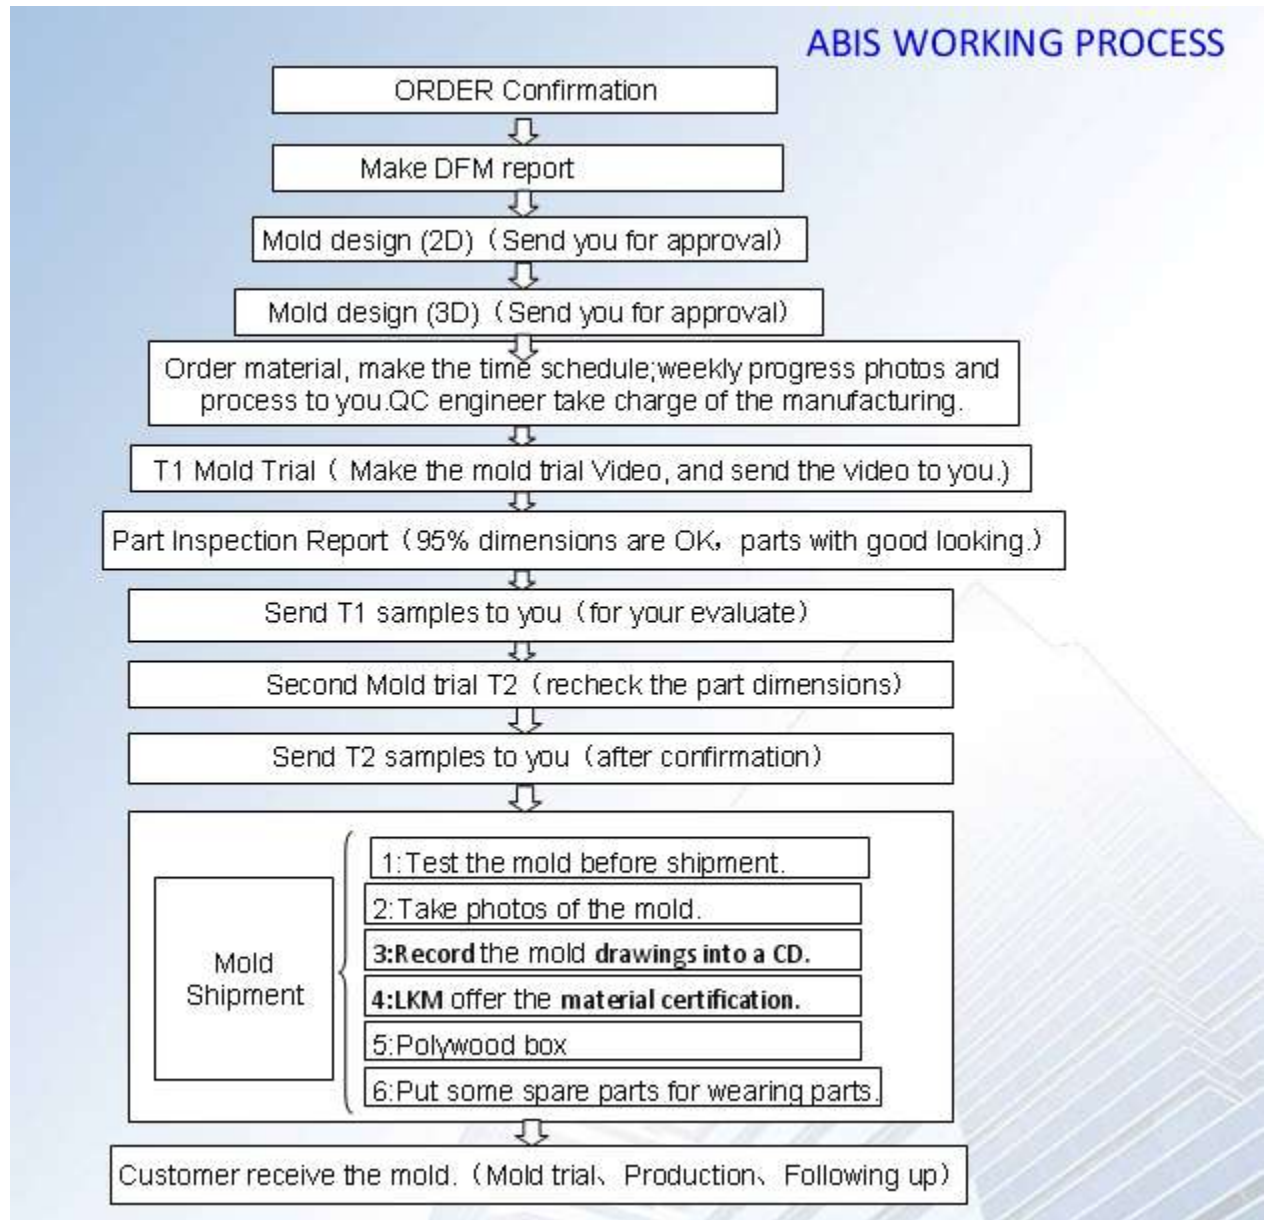 ABIS WORKING PROCESS
ORDER Confirmation
Make DFM report
Mold design (2D)（Send you for approval）
Mold design (3D)（Send you for approval）
Order material, make the time schedule;weekly progress photos and
process to you.QC engineer take charge of the manufacturing.
T1 Mold Trial（ Make the mold trial Video, and send the video to you.)
Part Inspection Report（95% dimensions are OK，parts with good looking.）
Send T1 samples to you（for your evaluate）
Second Mold trial T2（recheck the part dimensions）
Send T2 samples to you（after confirmation）
Mold
Shipment
1:Test the mold before shipment.
2:Take photos of the mold.
3:Record the mold drawings into a CD.
4:LKM offer the material certification.
5:Polywood box
6:Put some spare parts for wearing parts.
Customer receive the mold.（Mold trial、Production、Following up）